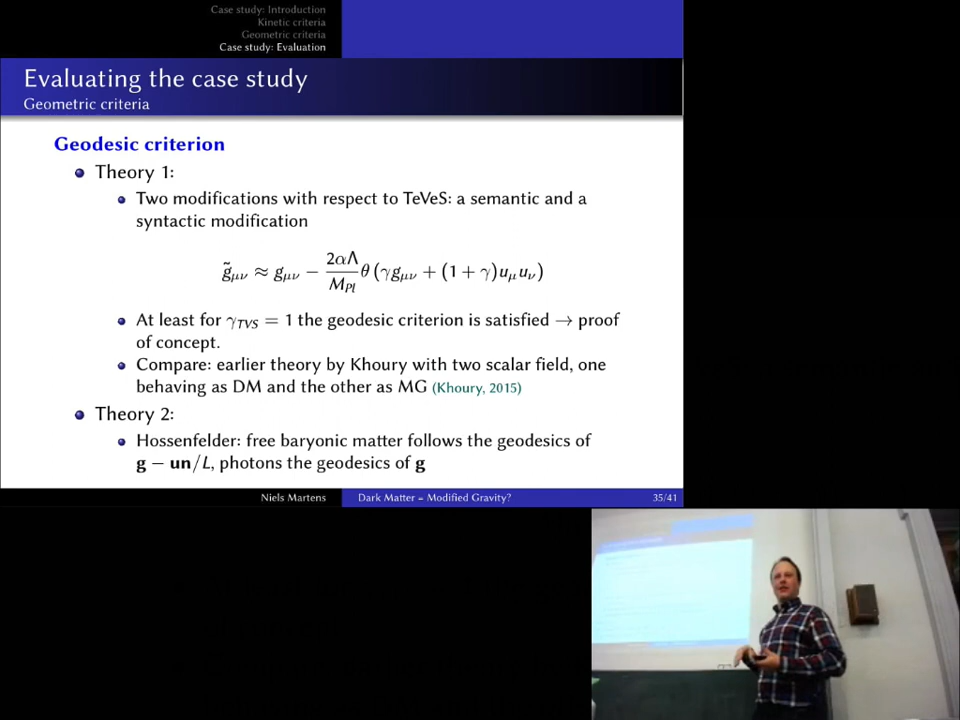 Case study: Introduction
Kinetic criteria
Geometric criteria
Case study: Evaluation
Evaluating the case study
Geometric criteria
Geodesic criterion
Theory 1:
Two modifications with respect to TeVeS: a semantic and a
syntactic modification
g̃μν ≈ gμν − 2αΛ/MPl θ (γgμν + (1 + γ)uμuν)
At least for γTVS = 1 the geodesic criterion is satisfied → proof
of concept.
Compare: earlier theory by Khoury with two scalar field, one
behaving as DM and the other as MG (Khoury, 2015)
Theory 2:
Hossenfelder: free baryonic matter follows the geodesics of
g − un/L, photons the geodesics of g
Niels Martens Dark Matter = Modified Gravity? 35/41